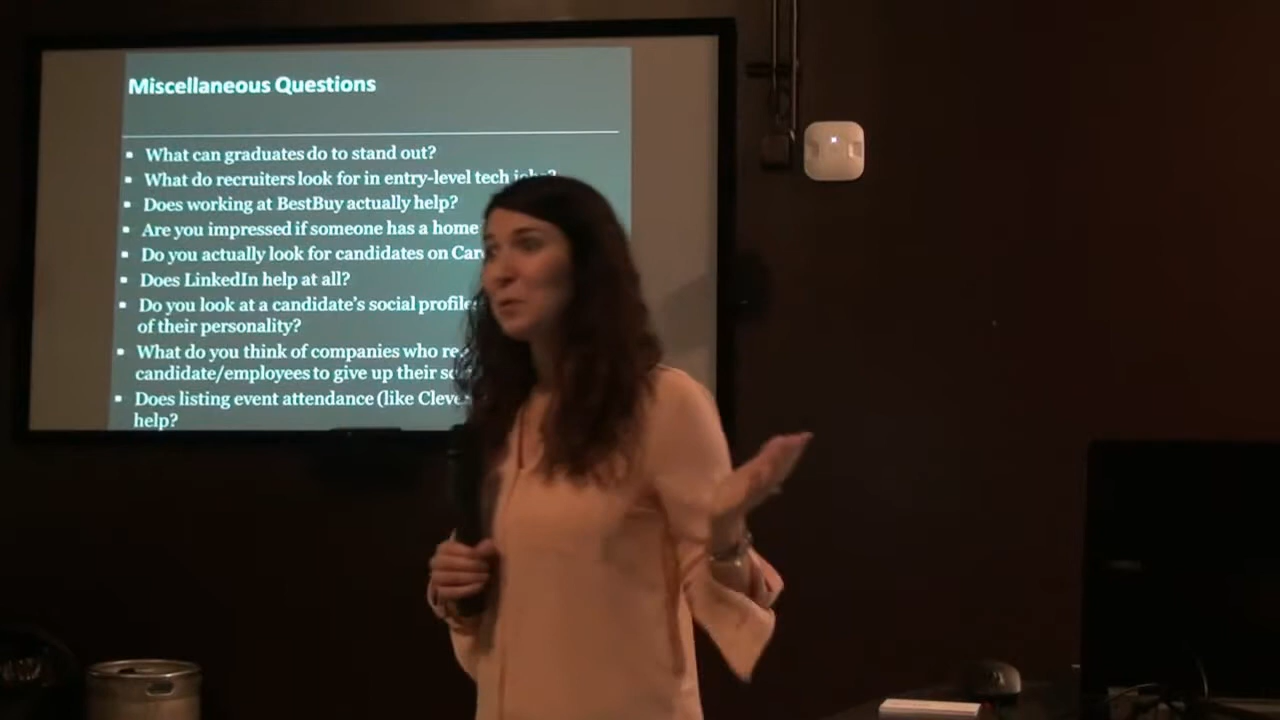 Miscellaneous Questions
What can graduates do to stand out?
What do recruiters look for in entry-level tech jobs?
Does working at BestBuy actually help?
Are you impressed if someone has a home
Do you actually look for candidates on
Does LinkedIn help at all?
Do you look at a candidate's social
of their personality?
What do you think of companies who
candidate/employees to give up their
Does listing event attendance (like
help?